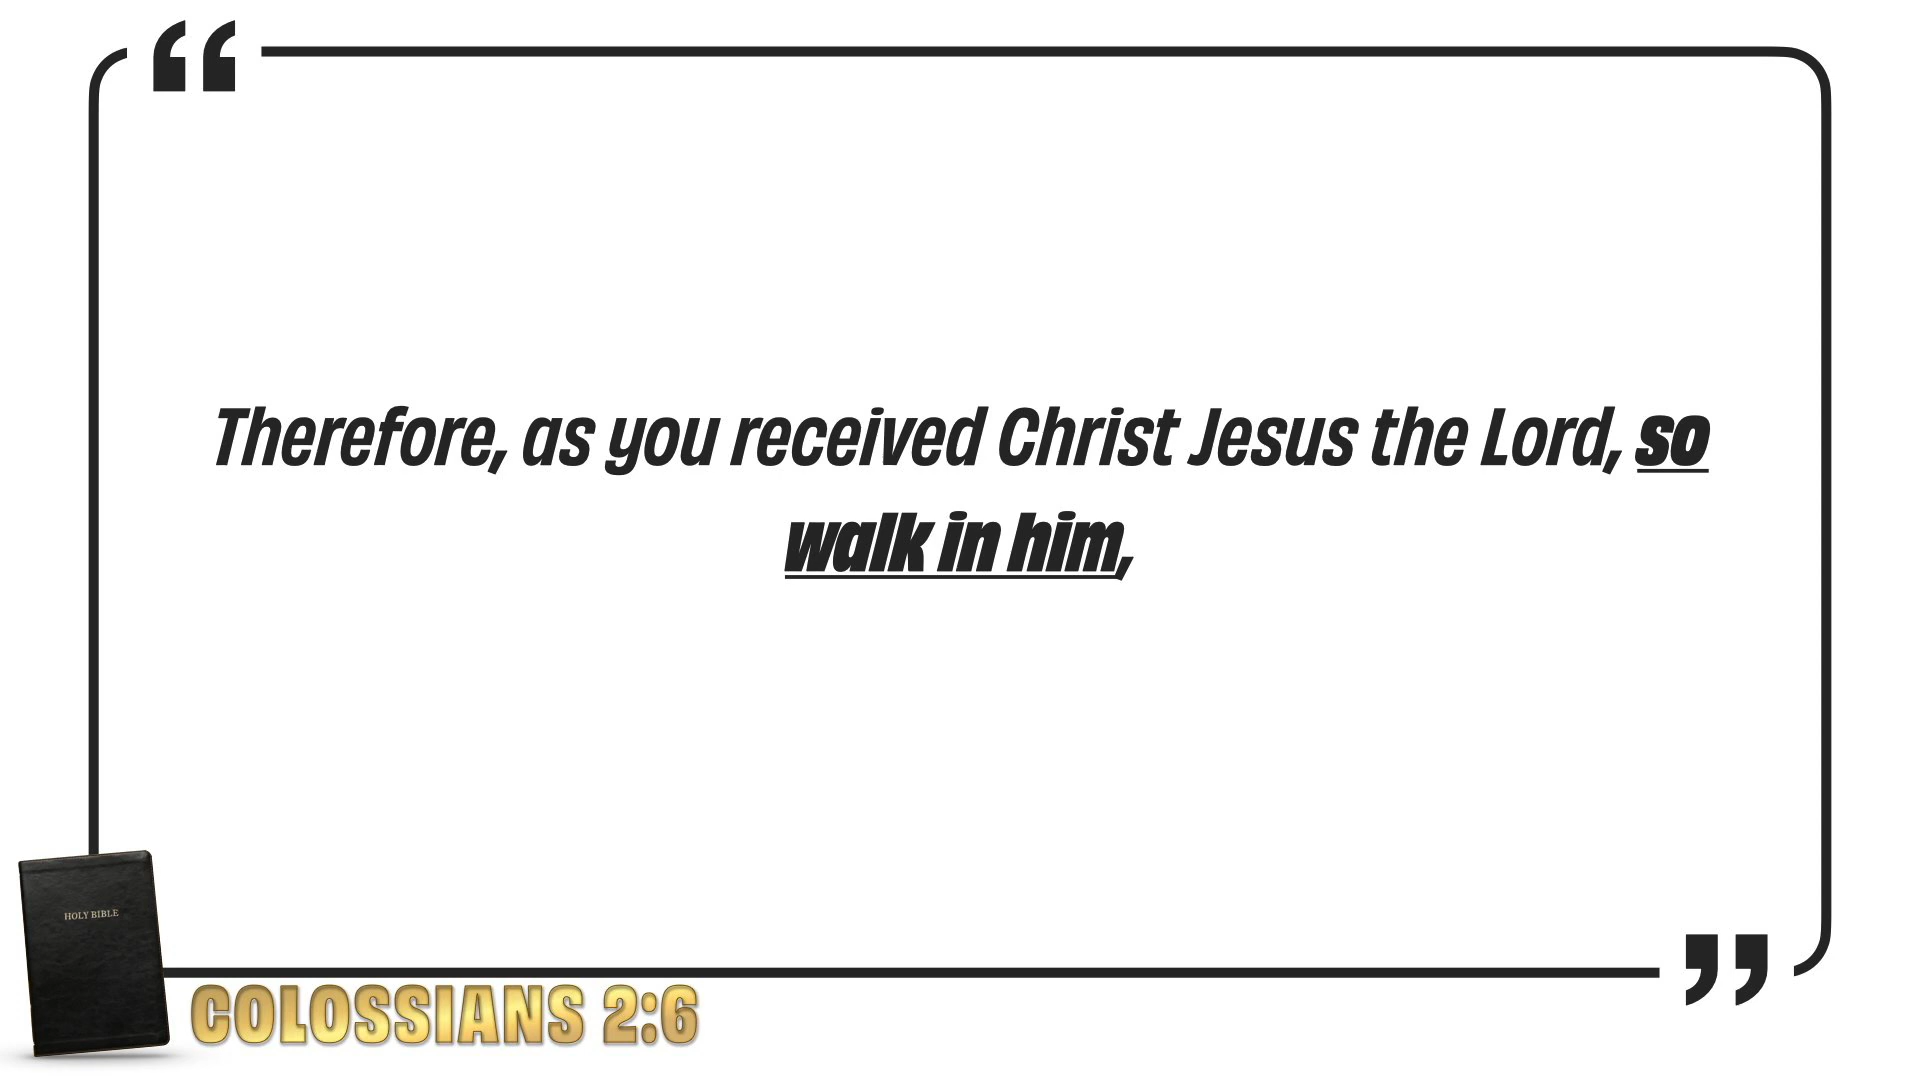 Therefore, as you received Christ Jesus the Lord, so
walk in him,
HOLY BIBLE
COLOSSIANS 2:6